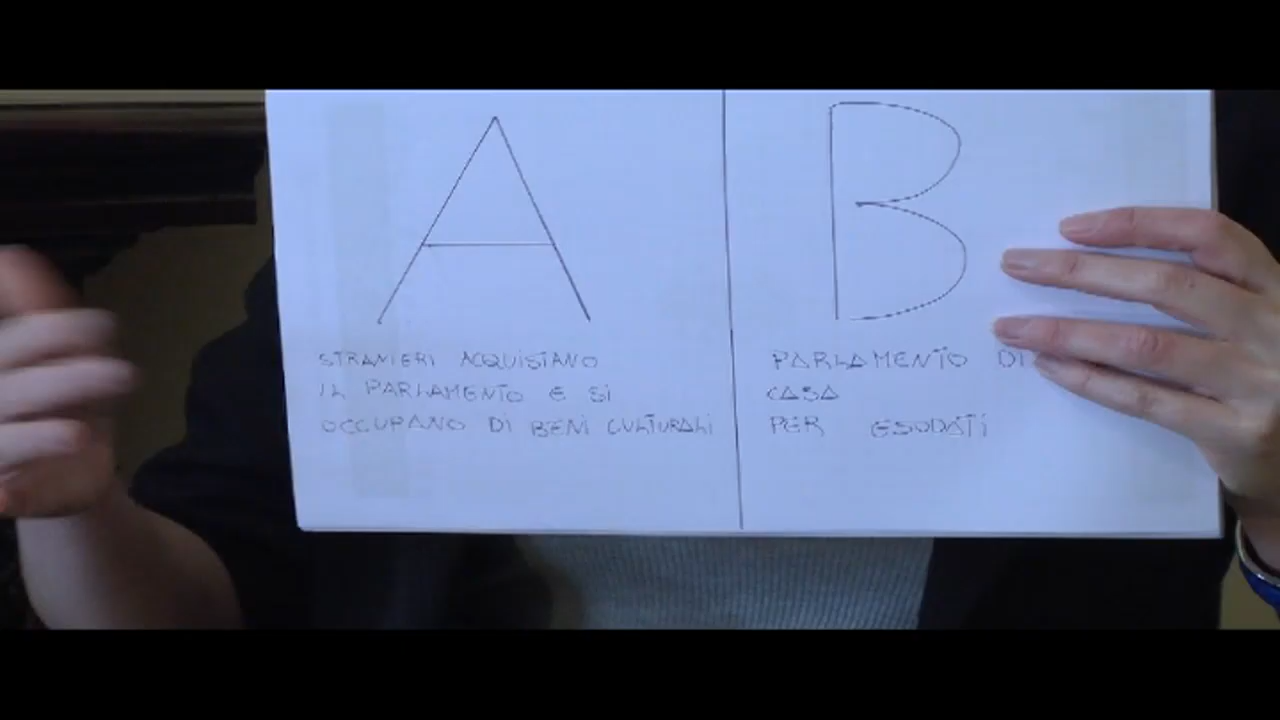 A
STRANIERI ACQUISTANO
IL PARLAMENTO E SI
OCCUPANO DI BENI CULTURALI
B
PARLAMENTO DI
CASA
PER ESODATI